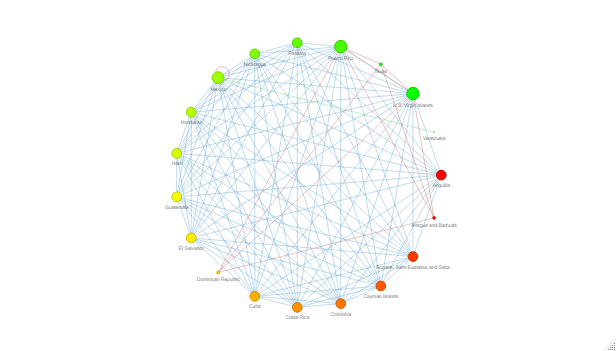 Panama
Puerto Rico
Nicaragua
Texas
Mexico
U.S. Virgin Islands
Honduras
Venezuela
Haiti
Anguilla
Guatemala
Antigua and Barbuda
El Salvador
Bonaire, Saint Eustatius and Saba
Dominican Republic
Cayman Islands
Cuba
Costa Rica
Colombia